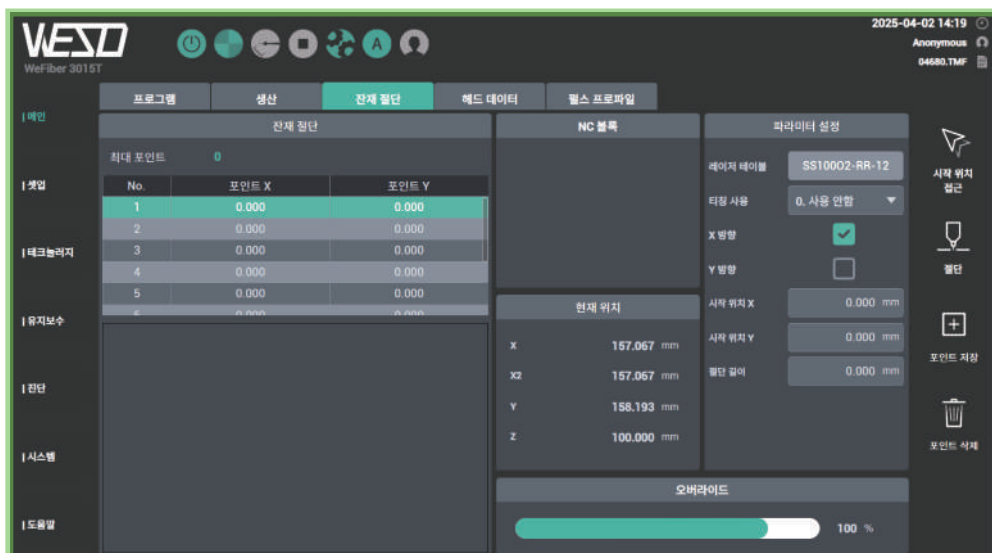 WESD
WeFiber 3015T
A
2025-04-02 14:19
Anonymous
04680.TMF
프로그램 생산 잔재 절단 헤드 데이터 펄스 프로파일
메인
셋업
테크놀러지
유지보수
진단
시스템
도움말
잔재 절단
최대 포인트 0
No. 포인트 X 포인트 Y
1 0.000 0.000
2 0.000 0.000
3 0.000 0.000
4 0.000 0.000
5 0.000 0.000
6 0.000 0.000
NC 블록
현재 위치
X 157.067 mm
X2 157.067 mm
Y 158.193 mm
Z 100.000 mm
파라미터 설정
레이저 테이블 SS100O2-RR-12
티칭 사용 0. 사용 안함
X 방향
Y 방향
시작 위치 X 0.000 mm
시작 위치 Y 0.000 mm
절단 길이 0.000 mm
오버라이드
100 %
시작 위치
접근
절단
포인트 저장
포인트 삭제